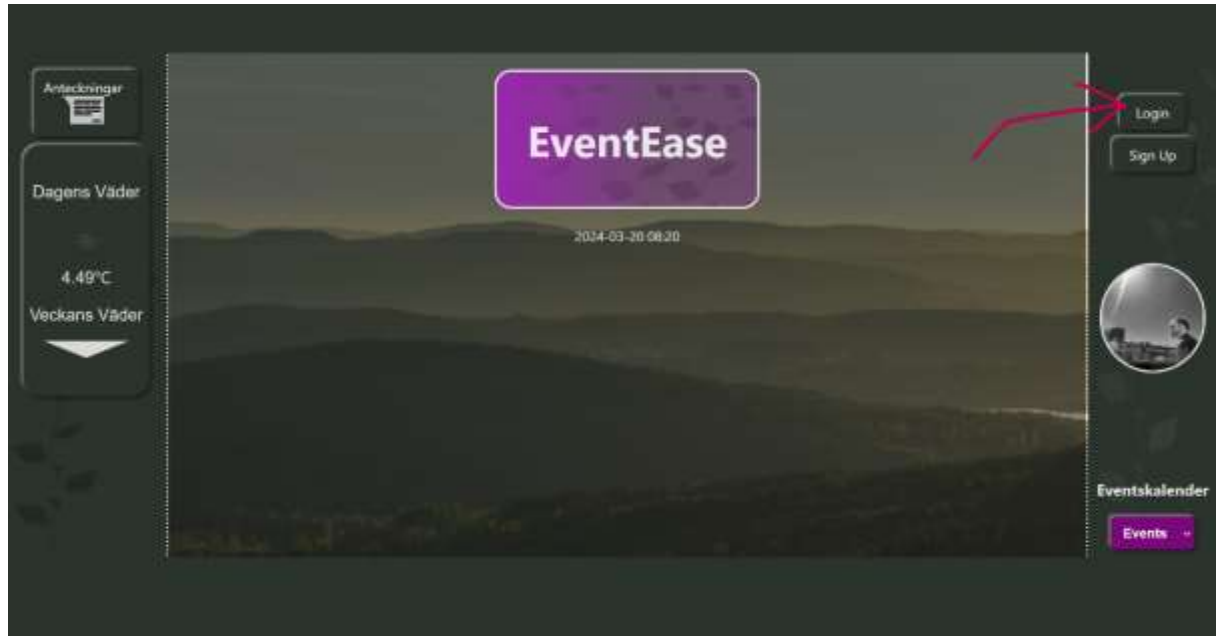 Anteckningar
Dagens Väder
4.49°C
Veckans Väder
EventEase
2024-03-20 08:20
Login
Sign Up
Eventskalender
Events